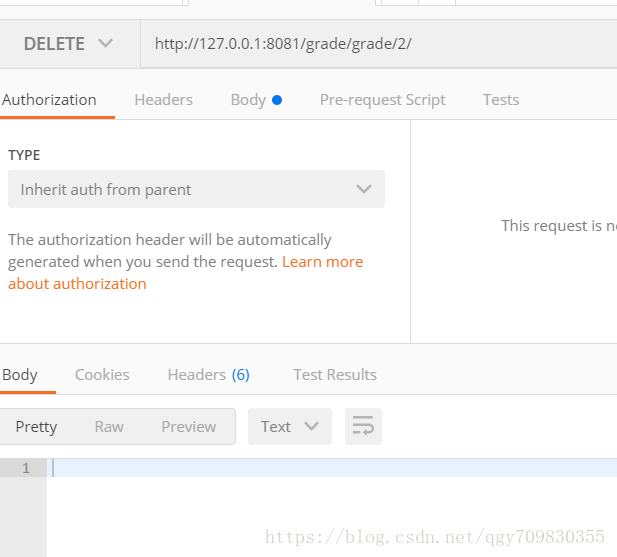 DELETE http://127.0.0.1:8081/grade/grade/2/
Authorization Headers Body Pre-request Script Tests
TYPE
Inherit auth from parent
This request is n
The authorization header will be automatically
generated when you send the request. Learn more
about authorization
Body Cookies Headers (6) Test Results
Pretty Raw Preview Text
1
https://blog.csdn.net/qgy709830355